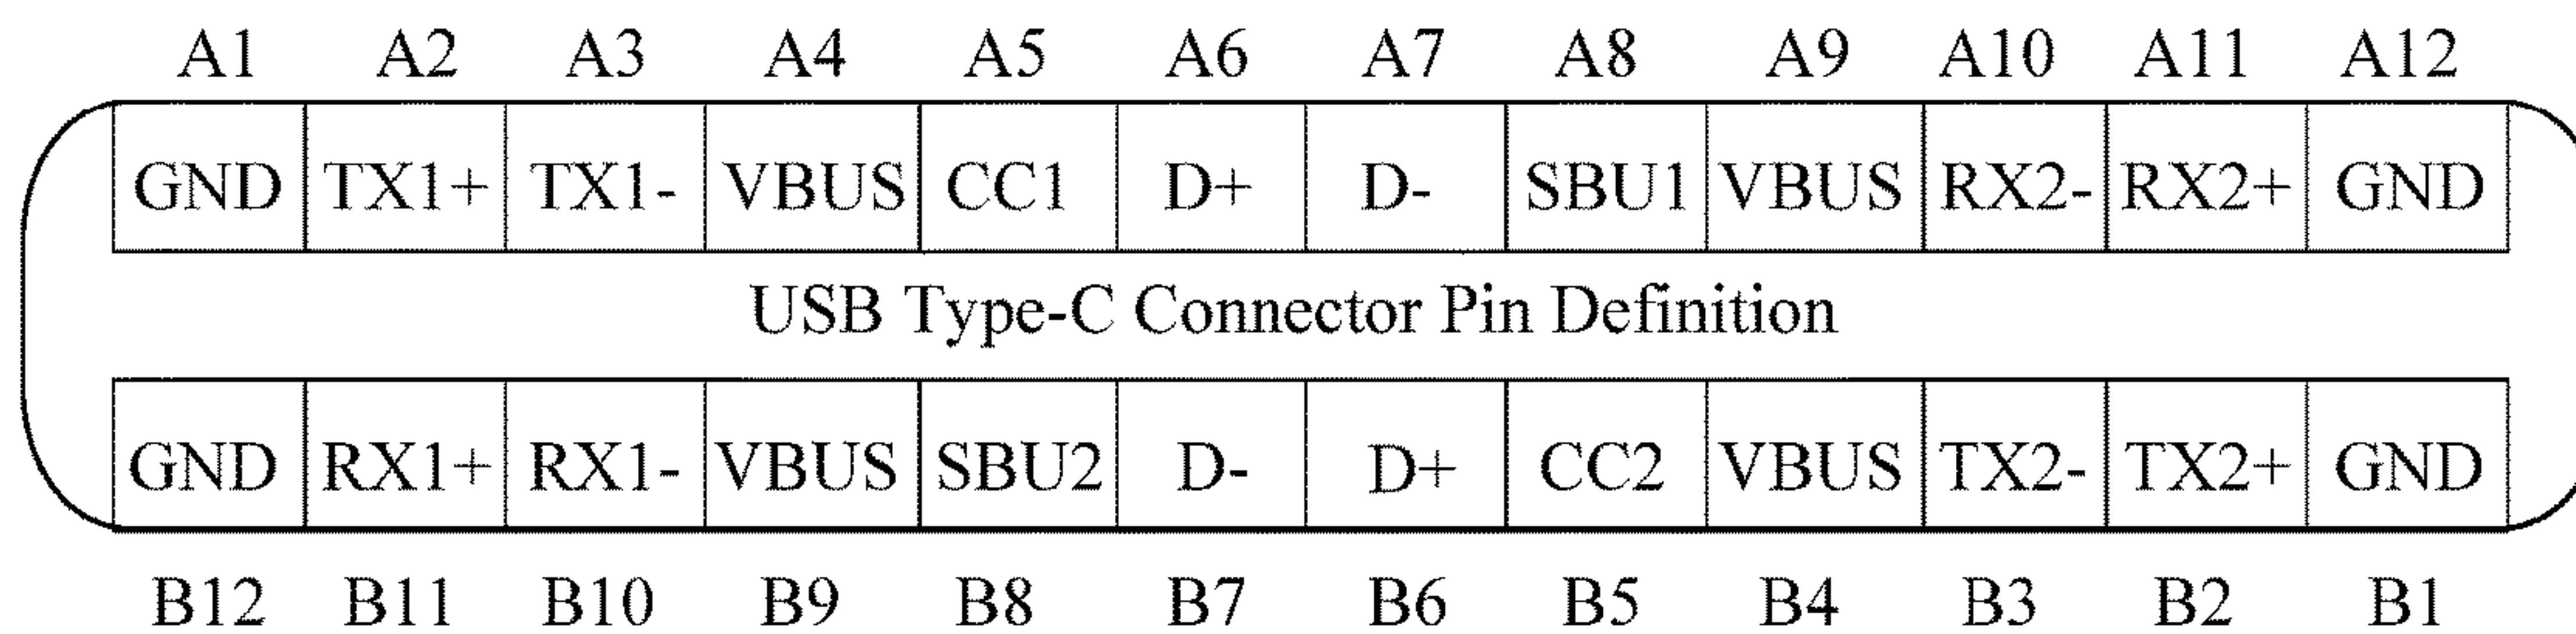 A1 A2 A3 A4 A5 A6 A7 A8 A9 A10 A11 A12
GND TX1+ TX1- VBUS CC1 D+ D- SBU1 VBUS RX2- RX2+ GND
USB Type-C Connector Pin Definition
GND RX1+ RX1- VBUS SBU2 D- D+ CC2 VBUS TX2- TX2+ GND
B12 B11 B10 B9 B8 B7 B6 B5 B4 B3 B2 B1